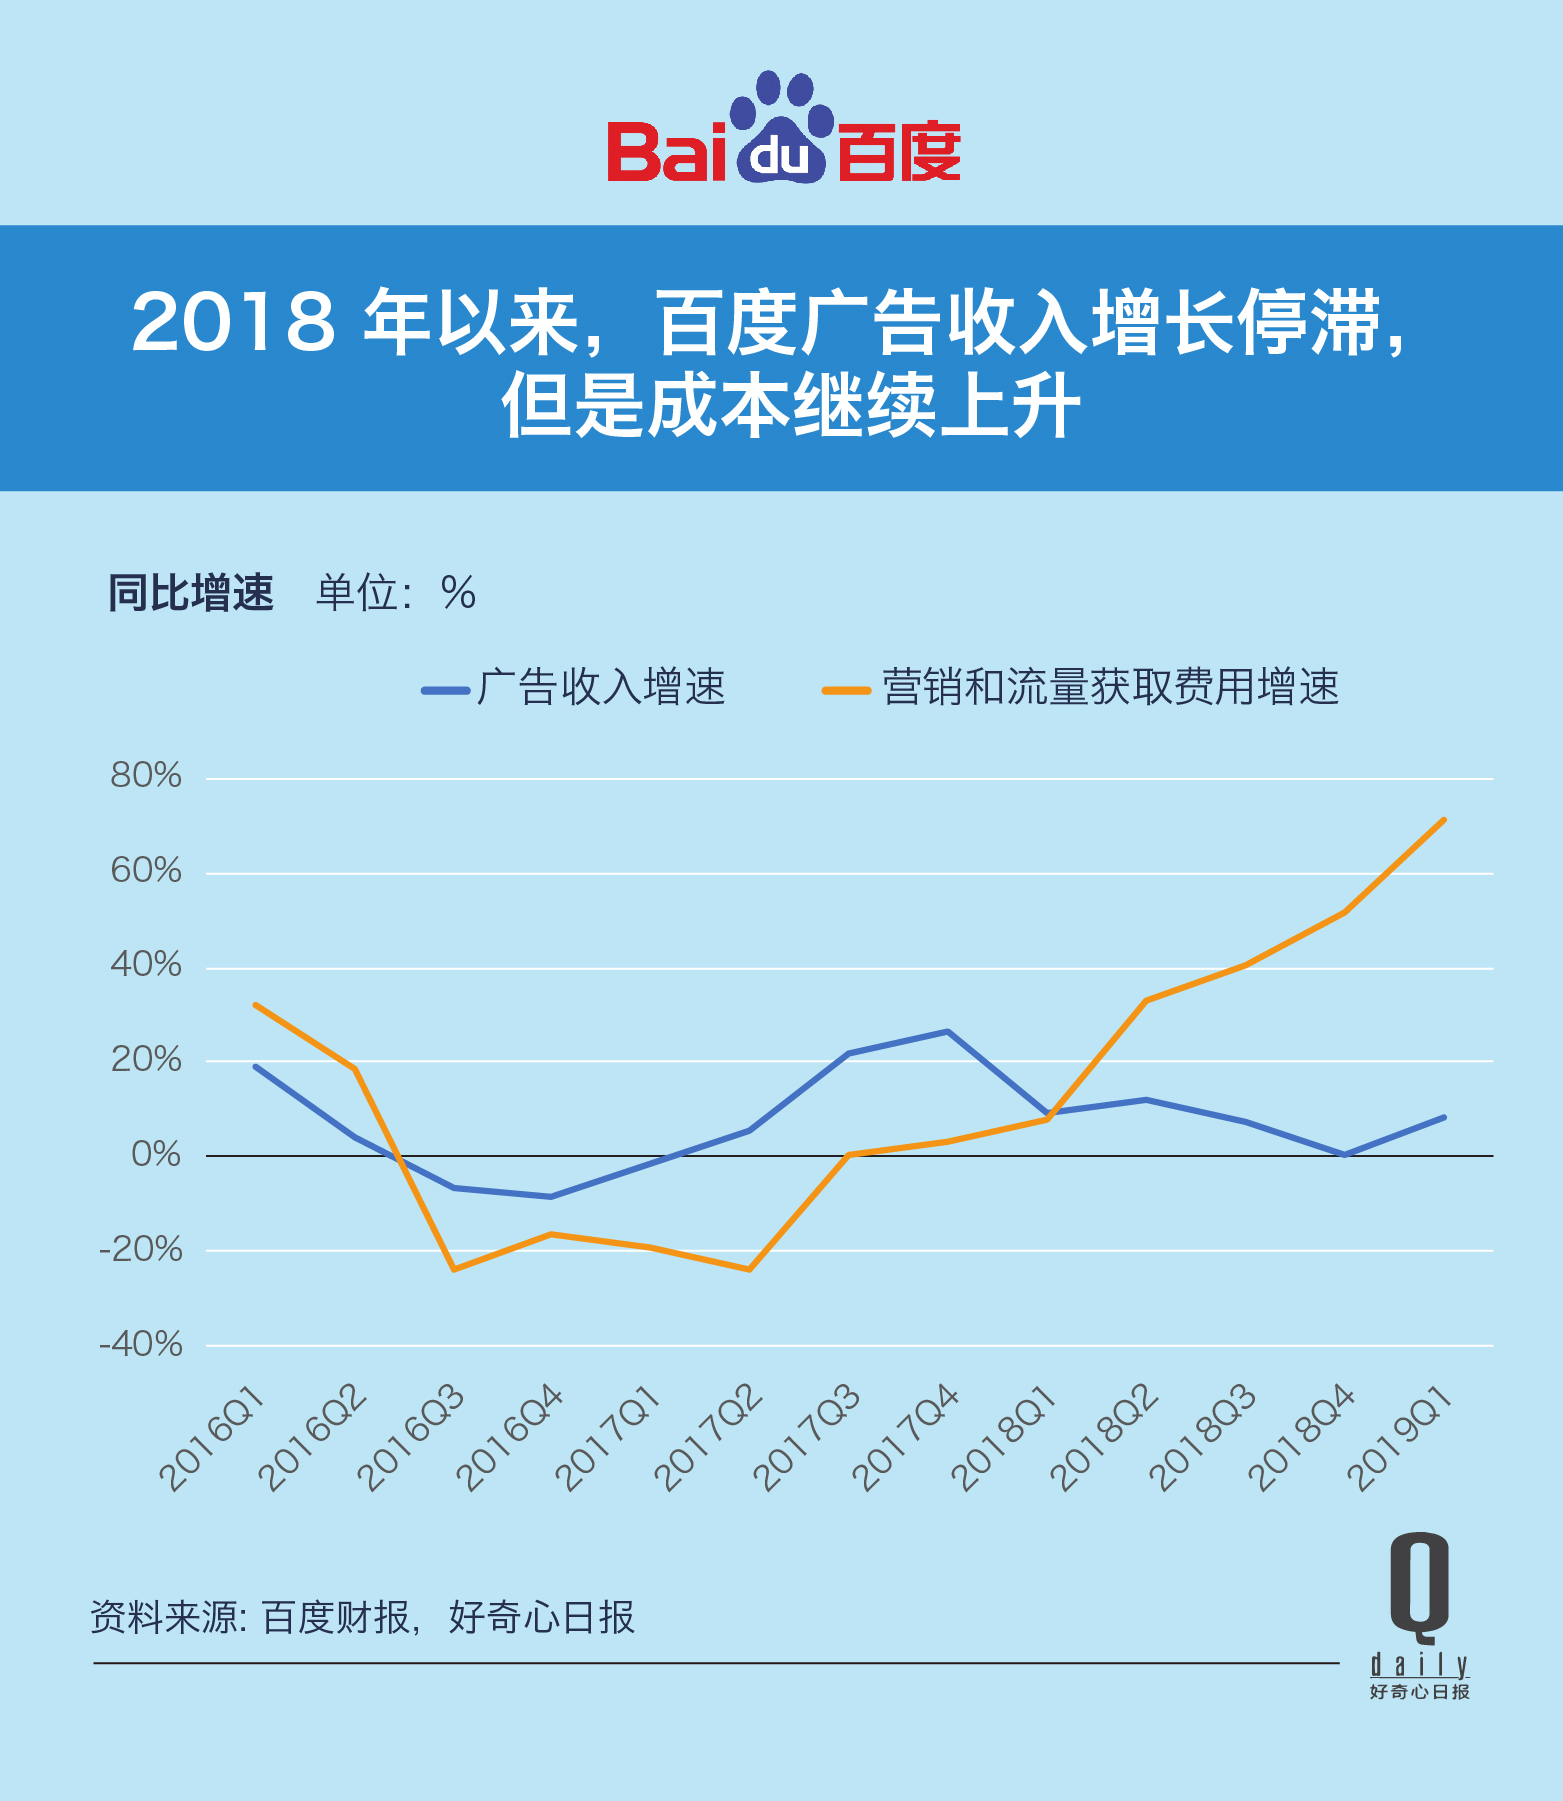 Bai du 百度
2018 年以来，百度广告收入增长停滞，
但是成本继续上升
同比增速 单位：%
广告收入增速 营销和流量获取费用增速
80%
60%
40%
20%
0%
-20%
-40%
2016Q1 2016Q2 2016Q3 2016Q4 2017Q1 2017Q2 2017Q3 2017Q4 2018Q1 2018Q2 2018Q3 2018Q4 2019Q1
资料来源: 百度财报，好奇心日报
Q
daily
好奇心日报